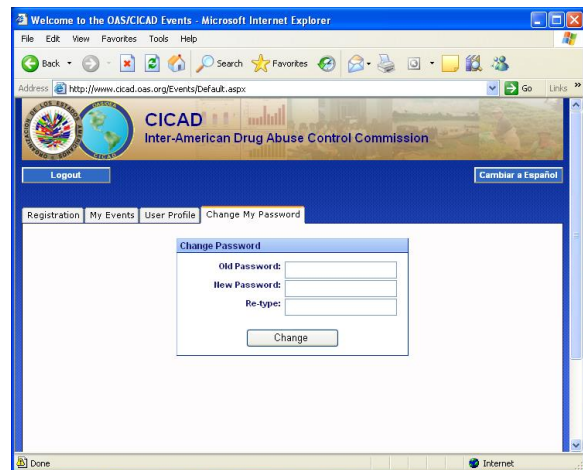 Welcome to the OAS/CICAD Events - Microsoft Internet Explorer
File Edit View Favorites Tools Help
Back Search Favorites
Address http://www.cicad.oas.org/Events/Default.aspx Go Links »
CICAD
Inter-American Drug Abuse Control Commission
Logout Cambiar a Español
Registration My Events User Profile Change My Password
Change Password
Old Password:
New Password:
Re-type:
Change
Done Internet